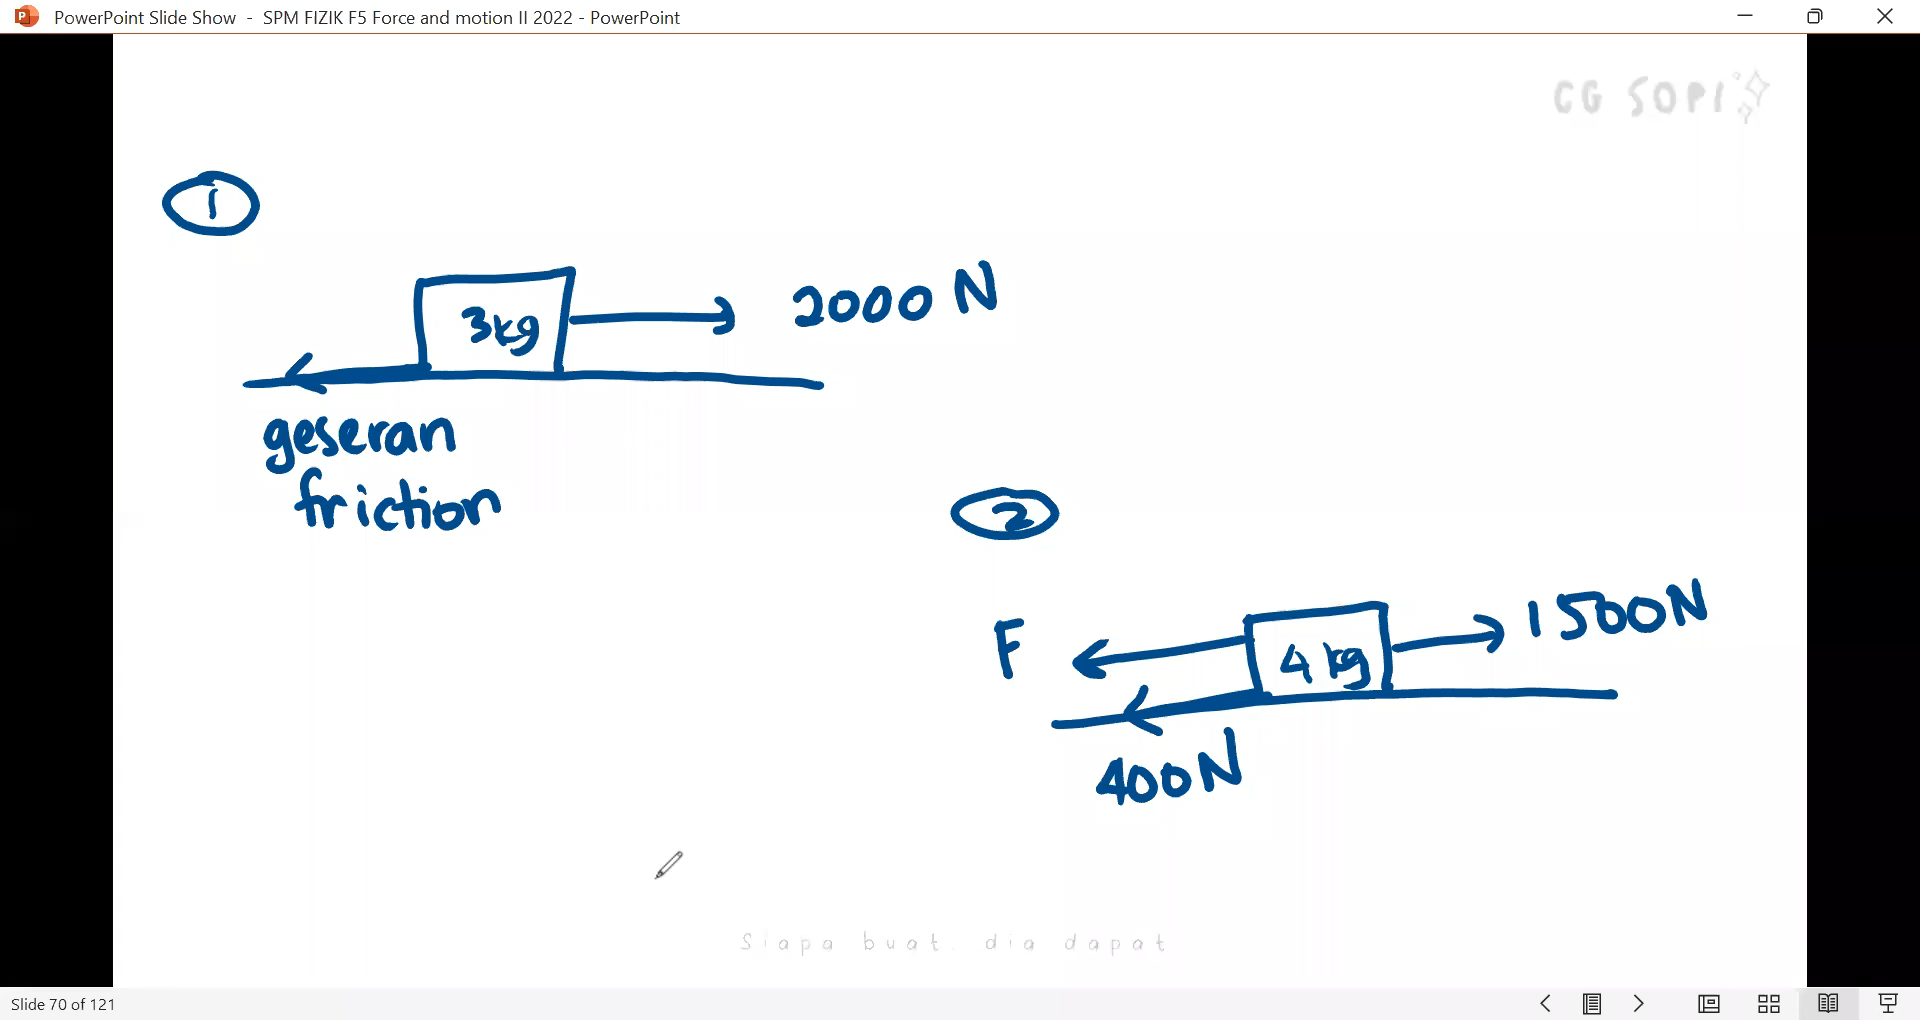 PowerPoint Slide Show - SPM FIZIK F5 Force and motion II 2022 - PowerPoint
CG SOPI
1
3kg
2000 N
geseran
friction
2
F
4 kg
1500N
400N
Siapa buat, dia dapat
Slide 70 of 121